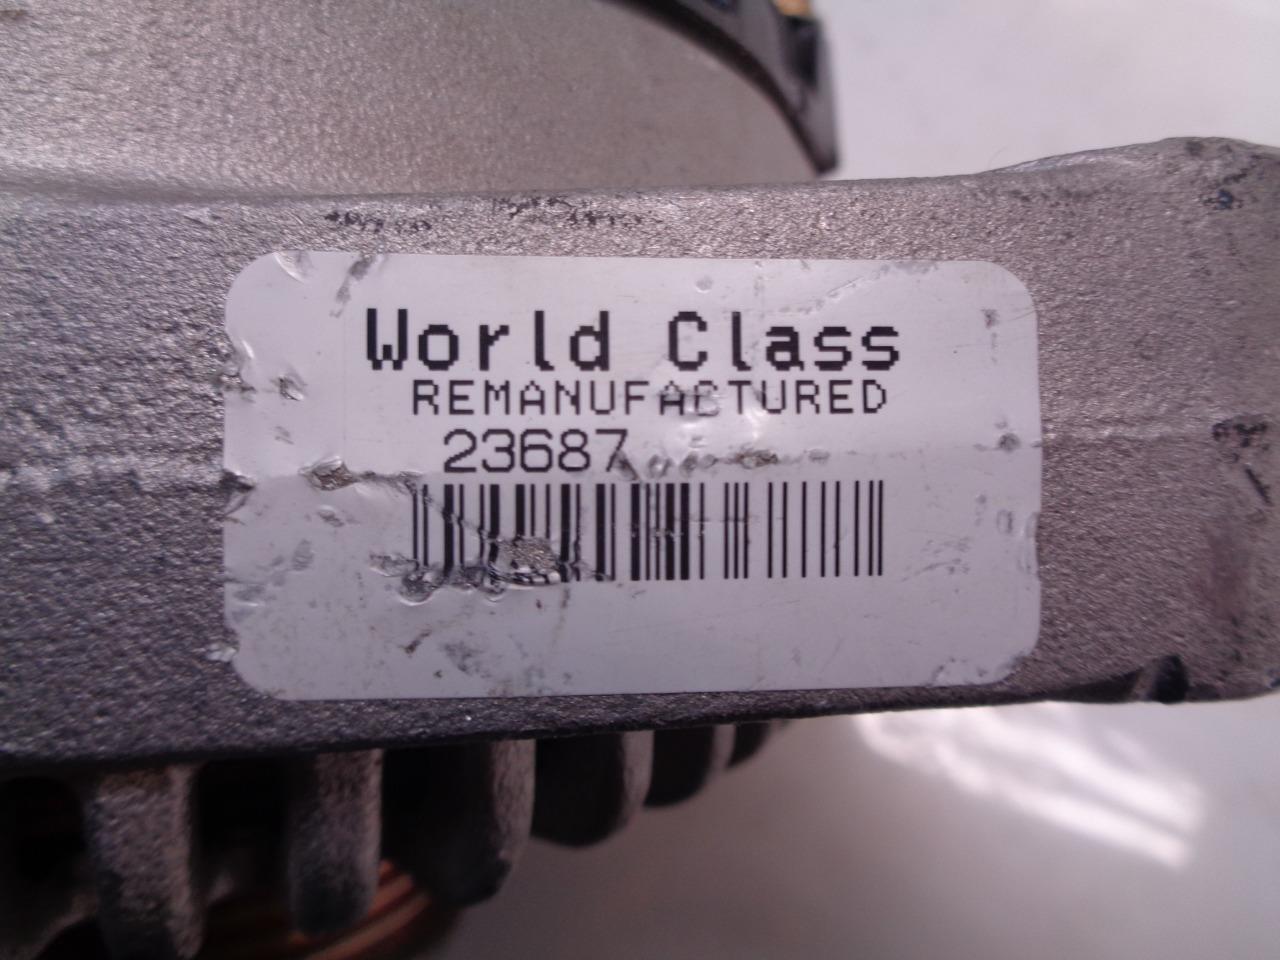 World Class
REMANUFACTURED
23687